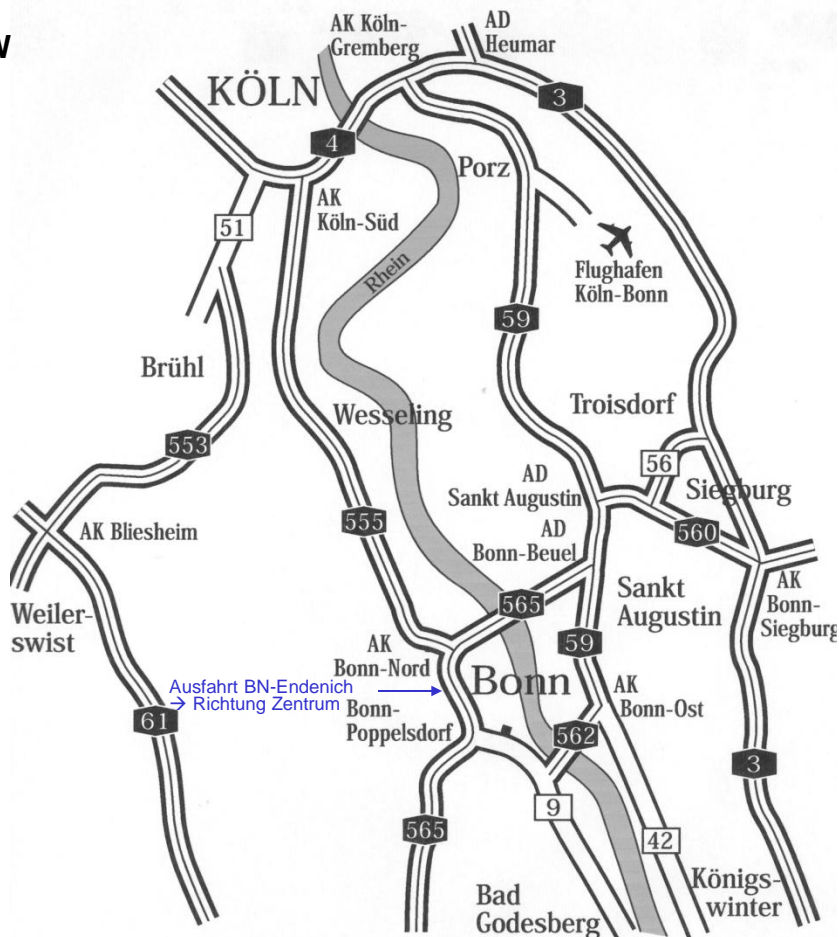 w
AK Köln-
Gremberg
AD
Heumar
KÖLN
3
4
Porz
AK
Köln-Süd
51
Rhein
Flughafen
Köln-Bonn
59
Brühl
Wesseling
Troisdorf
553
56
AD
Sankt Augustin
Siegburg
AK Bliesheim
555
AD
Bonn-Beuel
560
565
Sankt
Augustin
AK
Bonn-
Siegburg
Weiler-
swist
59
AK
Bonn-Nord
Bonn
Ausfahrt BN-Endenich
→ Richtung Zentrum
AK
Bonn-Ost
61
Bonn-
Poppelsdorf
562
3
9
565
42
Bad
Godesberg
Königs-
winter